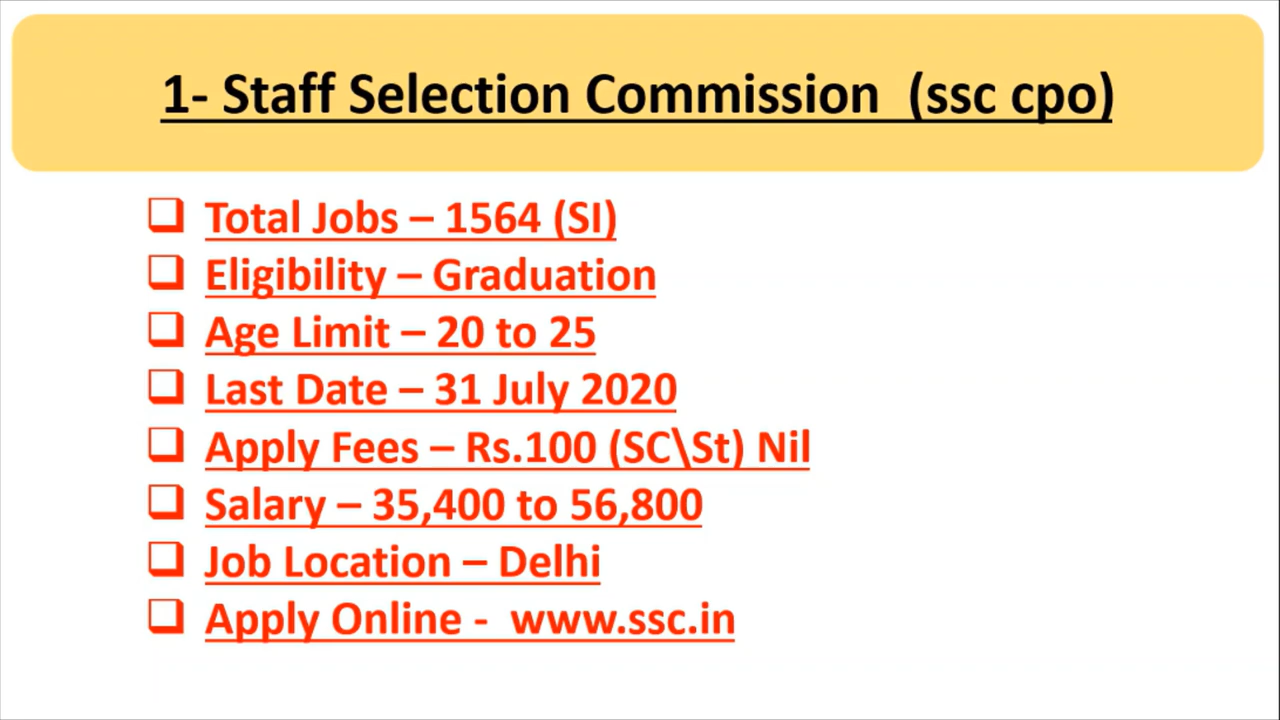 1- Staff Selection Commission (ssc cpo)
Total Jobs – 1564 (SI)
Eligibility – Graduation
Age Limit – 20 to 25
Last Date – 31 July 2020
Apply Fees – Rs.100 (SC\St) Nil
Salary – 35,400 to 56,800
Job Location – Delhi
Apply Online - www.ssc.in